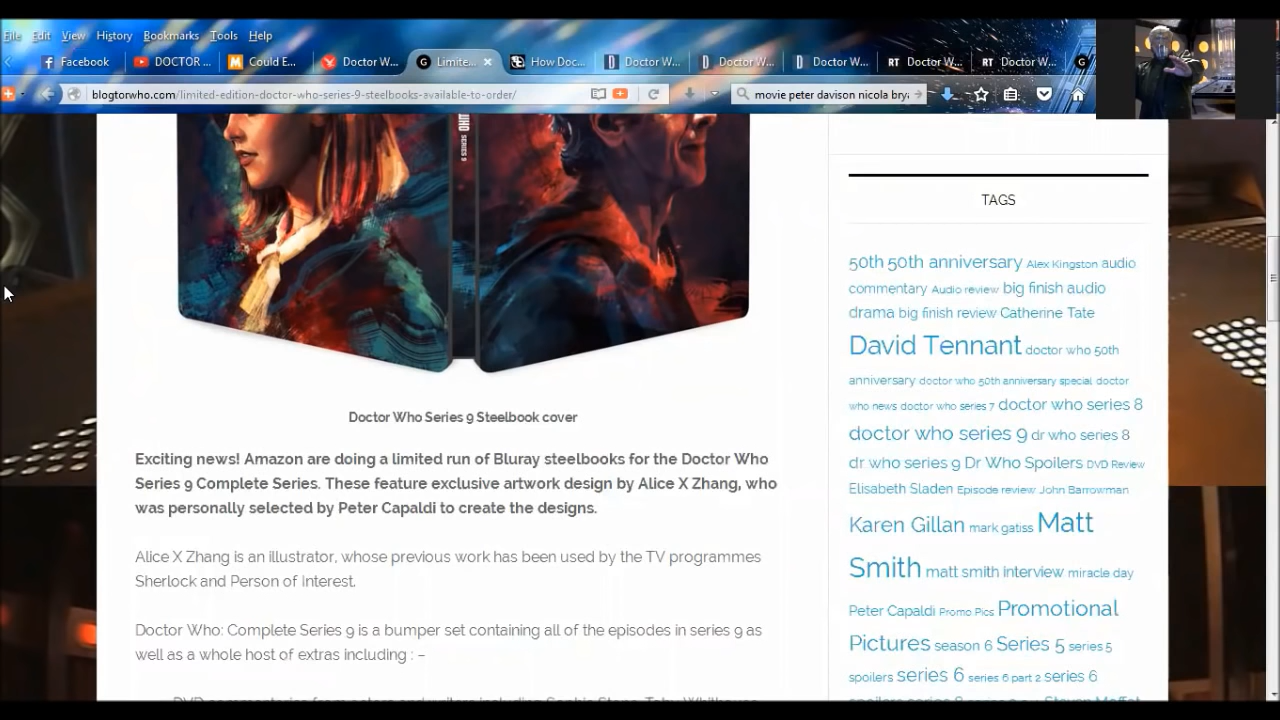 File Edit View History Bookmarks Tools Help
Facebook DOCTOR ... Could E... Doctor W... Limite... How Doc... Doctor W... Doctor W... Doctor W... Doctor W... Doctor W...
blogtorwho.com/limited-edition-doctor-who-series-9-steelbooks-available-to-order/ movie peter davison nicola bry
WHO SERIES 9
Doctor Who Series 9 Steelbook cover
Exciting news! Amazon are doing a limited run of Bluray steelbooks for the Doctor Who
Series 9 Complete Series. These feature exclusive artwork design by Alice X Zhang, who
was personally selected by Peter Capaldi to create the designs.
Alice X Zhang is an illustrator, whose previous work has been used by the TV programmes
Sherlock and Person of Interest.
Doctor Who: Complete Series 9 is a bumper set containing all of the episodes in series 9 as
well as a whole host of extras including : –
TAGS
50th 50th anniversary Alex Kingston audio
commentary Audio review big finish audio
drama big finish review Catherine Tate
David Tennant doctor who 50th
anniversary doctor who 50th anniversary special doctor
who news doctor who series 7 doctor who series 8
doctor who series 9 dr who series 8
dr who series 9 Dr Who Spoilers DVD Review
Elisabeth Sladen Episode review John Barrowman
Karen Gillan mark gatiss Matt
Smith matt smith interview miracle day
Peter Capaldi Promo Pics Promotional
Pictures season 6 Series 5 series 5
spoilers series 6 series 6 part 2 series 6